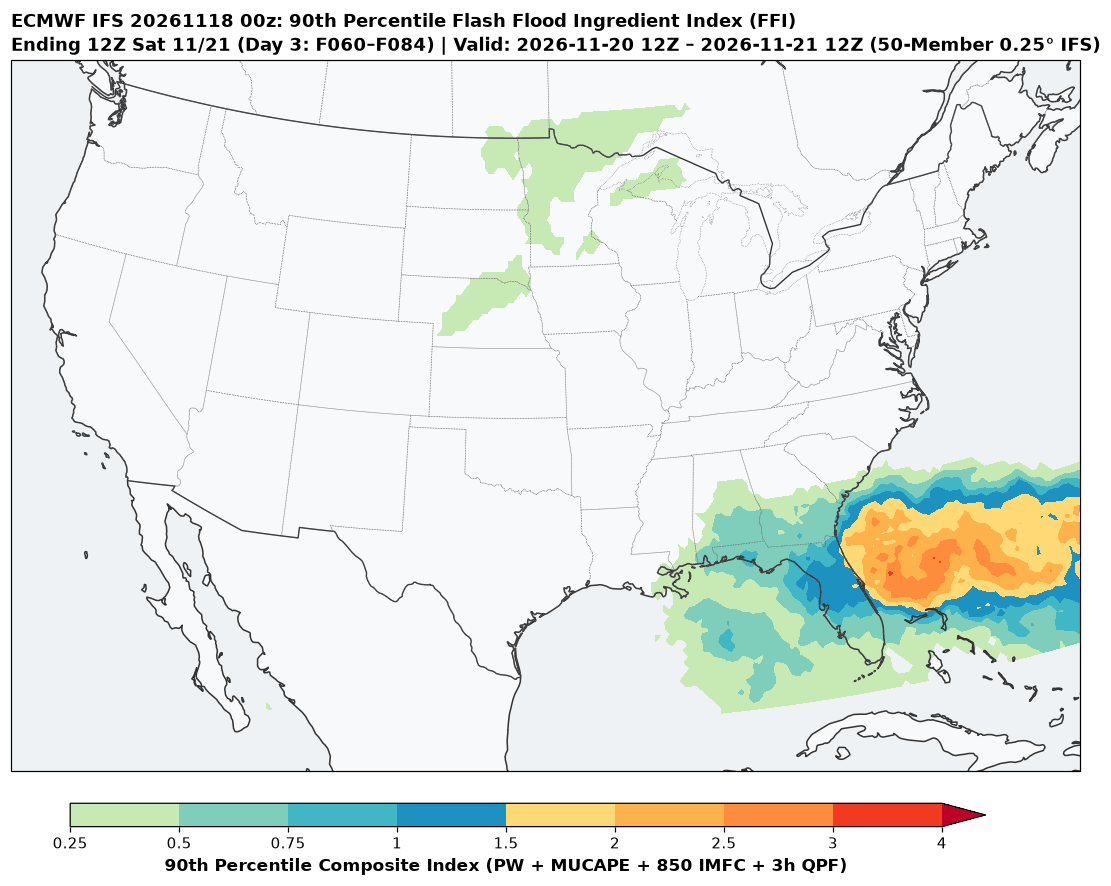 ECMWF IFS 20261118 00z: 90th Percentile Flash Flood Ingredient Index (FFI)
Ending 12Z Sat 11/21 (Day 3: F060–F084) | Valid: 2026-11-20 12Z – 2026-11-21 12Z (50-Member 0.25° IFS)
0.25 0.5 0.75 1 1.5 2 2.5 3 4
90th Percentile Composite Index (PW + MUCAPE + 850 IMFC + 3h QPF)